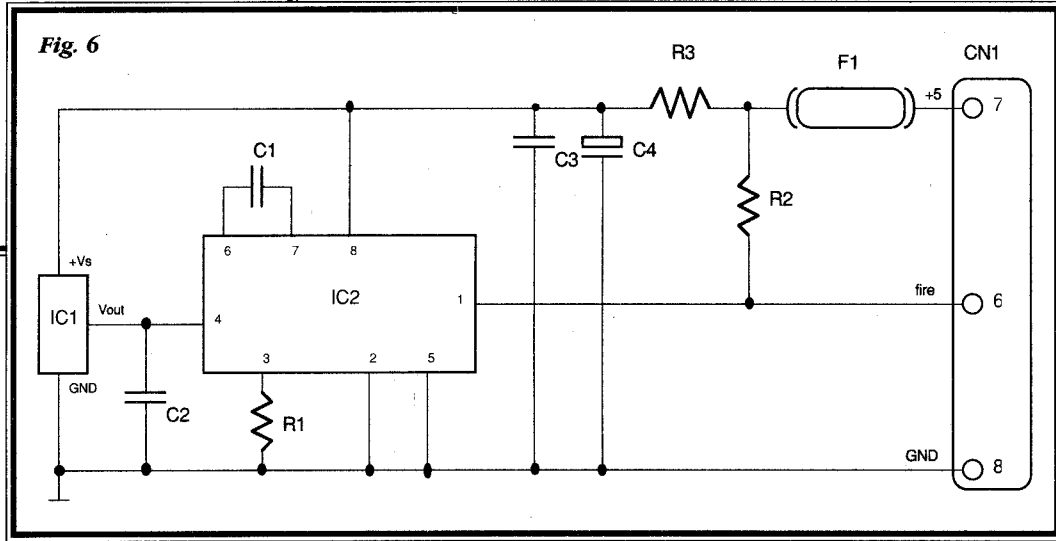 Fig. 6
R3
F1
CN1
+5
7
C1
C3
C4
R2
6
7
8
+Vs
IC1
Vout
4
IC2
1
fire
6
GND
3
2
5
C2
R1
GND
8